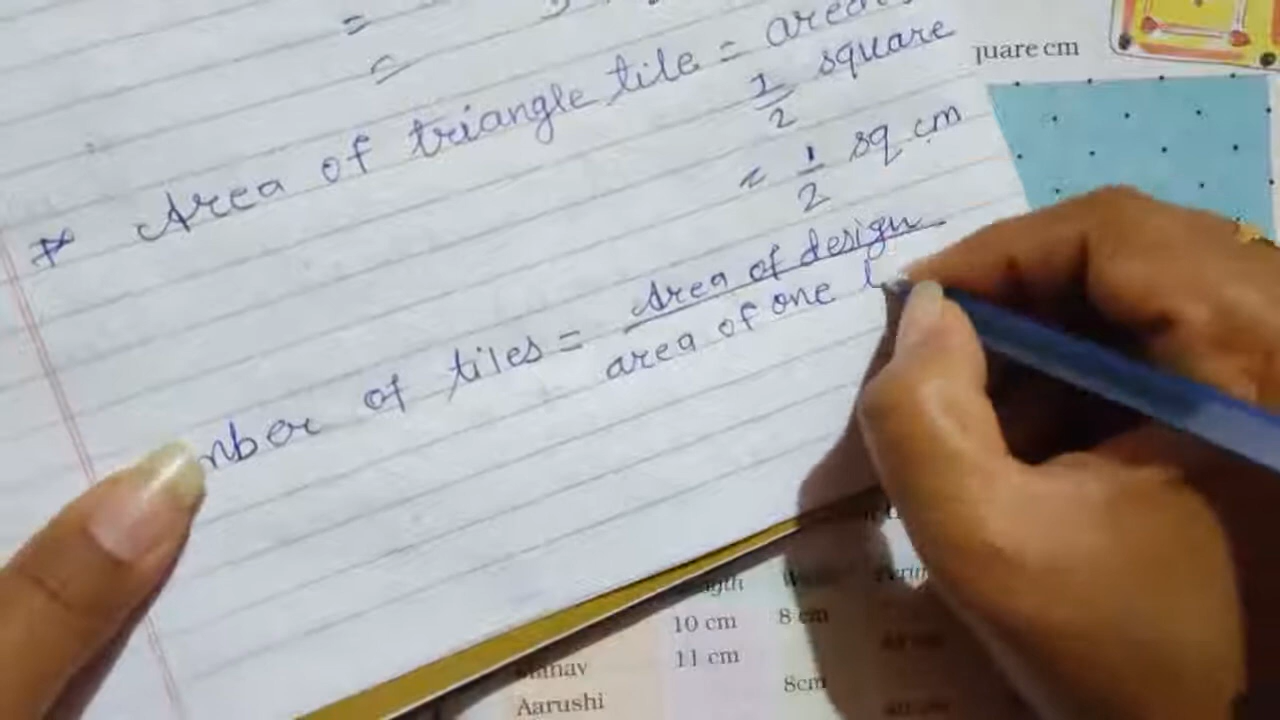 =
=
* Area of triangle tile = area
1/2 square
= 1/2 sq cm
nber of tiles = Area of design
area of one
quare cm
Width
10 cm 8 cm
11 cm
8cm
Aarushi